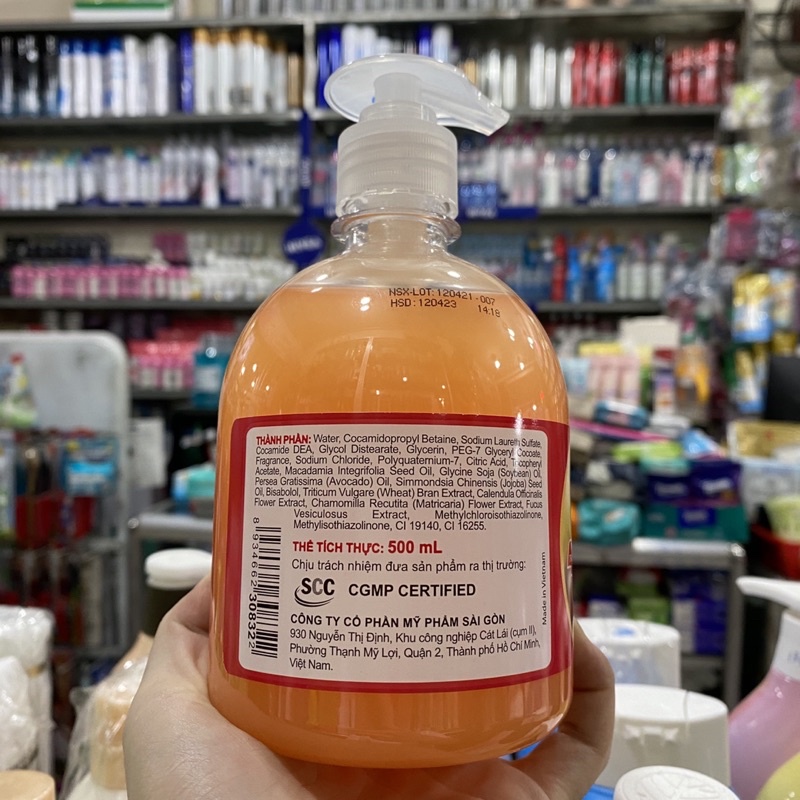 NSX-LOT: 120421-007
HSD: 120423 14:18
THÀNH PHẦN: Water, Cocamidopropyl Betaine, Sodium Laureth Sulfate,
Cocamide DEA, Glycol Distearate, Glycerin, PEG-7 Glyceryl Cocoate,
Fragrance, Sodium Chloride, Polyquaternium-7, Citric Acid, Tocopheryl
Acetate, Macadamia Integrifolia Seed Oil, Glycine Soja (Soybean) Oil,
Persea Gratissima (Avocado) Oil, Simmondsia Chinensis (Jojoba) Seed
Oil, Bisabolol, Triticum Vulgare (Wheat) Bran Extract, Calendula Officinalis
Flower Extract, Chamomilla Recutita (Matricaria) Flower Extract, Fucus
Vesiculosus Extract, Methylchloroisothiazolinone,
Methylisothiazolinone, CI 19140, CI 16255.
THỂ TÍCH THỰC: 500 mL
Chịu trách nhiệm đưa sản phẩm ra thị trường:
SCC CGMP CERTIFIED
CÔNG TY CỔ PHẦN MỸ PHẨM SÀI GÒN
930 Nguyễn Thị Định, Khu công nghiệp Cát Lái (cụm II),
Phường Thạnh Mỹ Lợi, Quận 2, Thành phố Hồ Chí Minh,
Việt Nam.
8 934662 308322
Made in Vietnam